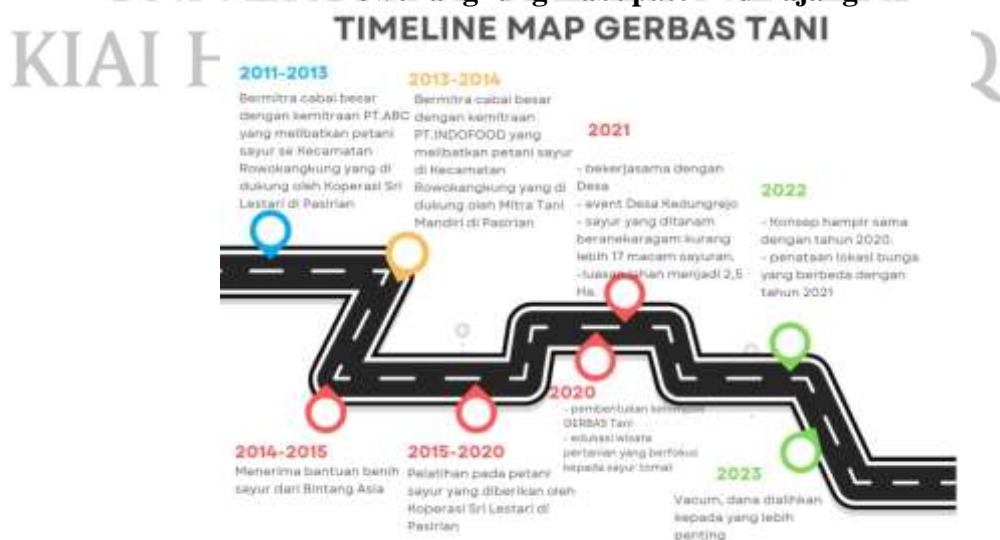 TIMELINE MAP GERBAS TANI
KIAI H
Q
2011-2013
Bermitra cabai besar
dengan kemitraan PT.ABC
yang melibatkan petani
sayur se Kecamatan
Rowokangkung yang di
dukung oleh Koperasi Sri
Lestari di Pasirian
2013-2014
Bermitra cabai besar
dengan kemitraan
PT.INDOFOOD yang
melibatkan petani sayur
di Kecamatan
Rowokangkung yang di
dukung oleh Mitra Tani
Mandiri di Pasirian
2021
- bekerjasama dengan
Desa
- event Desa Kedungrejo
- sayur yang ditanam
beranekaragam kurang
lebih 17 macam sayuran.
-luasan lahan menjadi 2,5
Ha.
2022
- Konsep hampir sama
dengan tahun 2020.
- penataan lokasi bunga
yang berbeda dengan
tahun 2021
2014-2015
Menerima bantuan benih
sayur dari Bintang Asia
2015-2020
Pelatihan pada petani
sayur yang diberikan oleh
Koperasi Sri Lestari di
Pasirian
2020
- pembentukan
GERBAS Tani
- edukasi wisata
pertanian yang berfokus
kepada sayur tomat
2023
Vacum, dana dialihkan
kepada yang lebih
penting